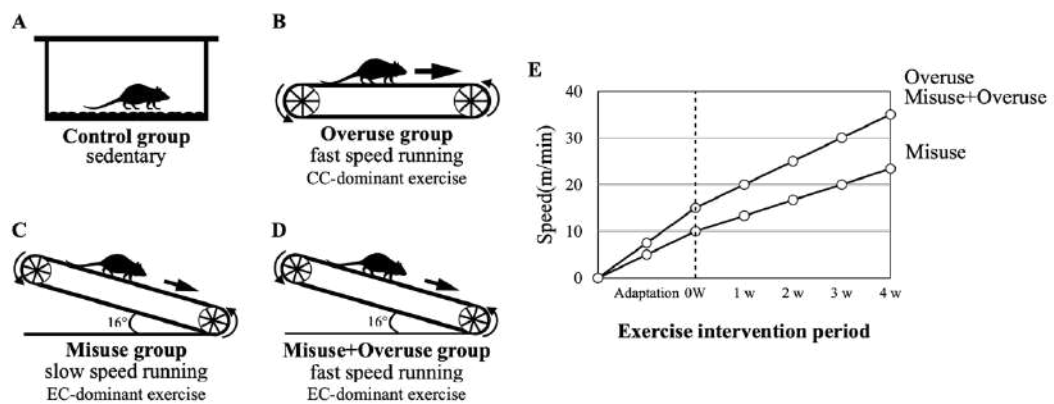 A
Control group
sedentary
B
Overuse group
fast speed running
CC-dominant exercise
C
16°
Misuse group
slow speed running
EC-dominant exercise
D
16°
Misuse+Overuse group
fast speed running
EC-dominant exercise
E
Overuse
Misuse+Overuse
Misuse
Speed(m/min)
40
30
20
10
0
Adaptation 0W 1 w 2 w 3 w 4 w
Exercise intervention period